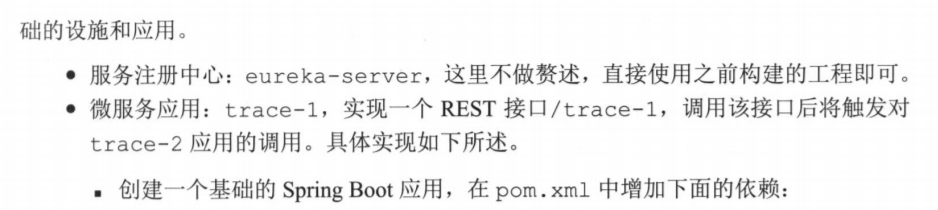 础的设施和应用。
● 服务注册中心：eureka-server，这里不做赘述，直接使用之前构建的工程即可。
● 微服务应用：trace-1，实现一个 REST 接口/trace-1，调用该接口后将触发对
trace-2 应用的调用。具体实现如下所述。
▪ 创建一个基础的 Spring Boot 应用，在 pom.xml 中增加下面的依赖：